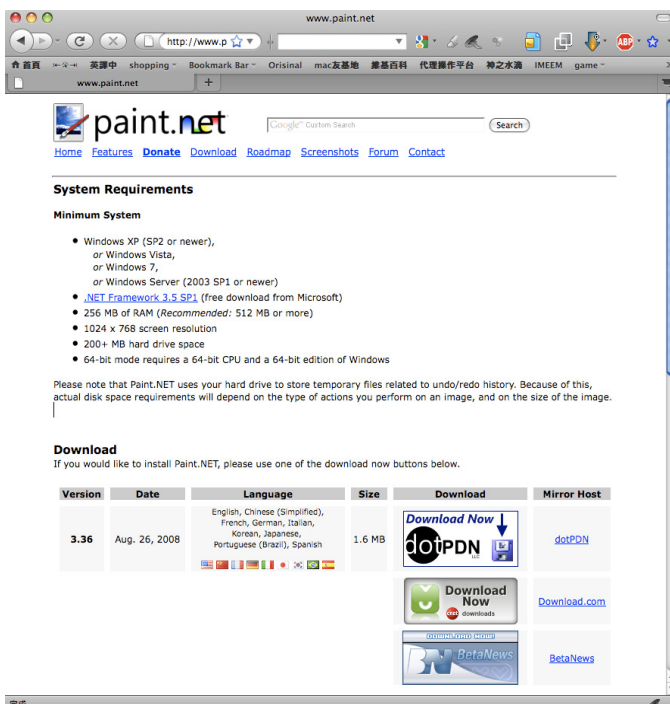 www.paint.net
http://www.p
ABP
首頁
英譯中 shopping Bookmark Bar Orisinal mac友基地 維基百科 代理操作平台 神之水滴 IMEEM game
www.paint.net
+
paint.net
Google™ Custom Search
Search
Home Features Donate Download Roadmap Screenshots Forum Contact
System Requirements
Minimum System
Windows XP (SP2 or newer),
or Windows Vista,
or Windows 7,
or Windows Server (2003 SP1 or newer)
.NET Framework 3.5 SP1 (free download from Microsoft)
256 MB of RAM (Recommended: 512 MB or more)
1024 x 768 screen resolution
200+ MB hard drive space
64-bit mode requires a 64-bit CPU and a 64-bit edition of Windows
Please note that Paint.NET uses your hard drive to store temporary files related to undo/redo history. Because of this,
actual disk space requirements will depend on the type of actions you perform on an image, and on the size of the image.
Download
If you would like to install Paint.NET, please use one of the download now buttons below.
Version Date Language Size Download Mirror Host
English, Chinese (Simplified),
French, German, Italian,
Korean, Japanese,
Portuguese (Brazil), Spanish
3.36 Aug. 26, 2008 1.6 MB
Download Now
dotPDN LLC
dotPDN
Download
Now
cnet downloads
Download.com
DOWNLOAD NOW!
BN BetaNews
BetaNews